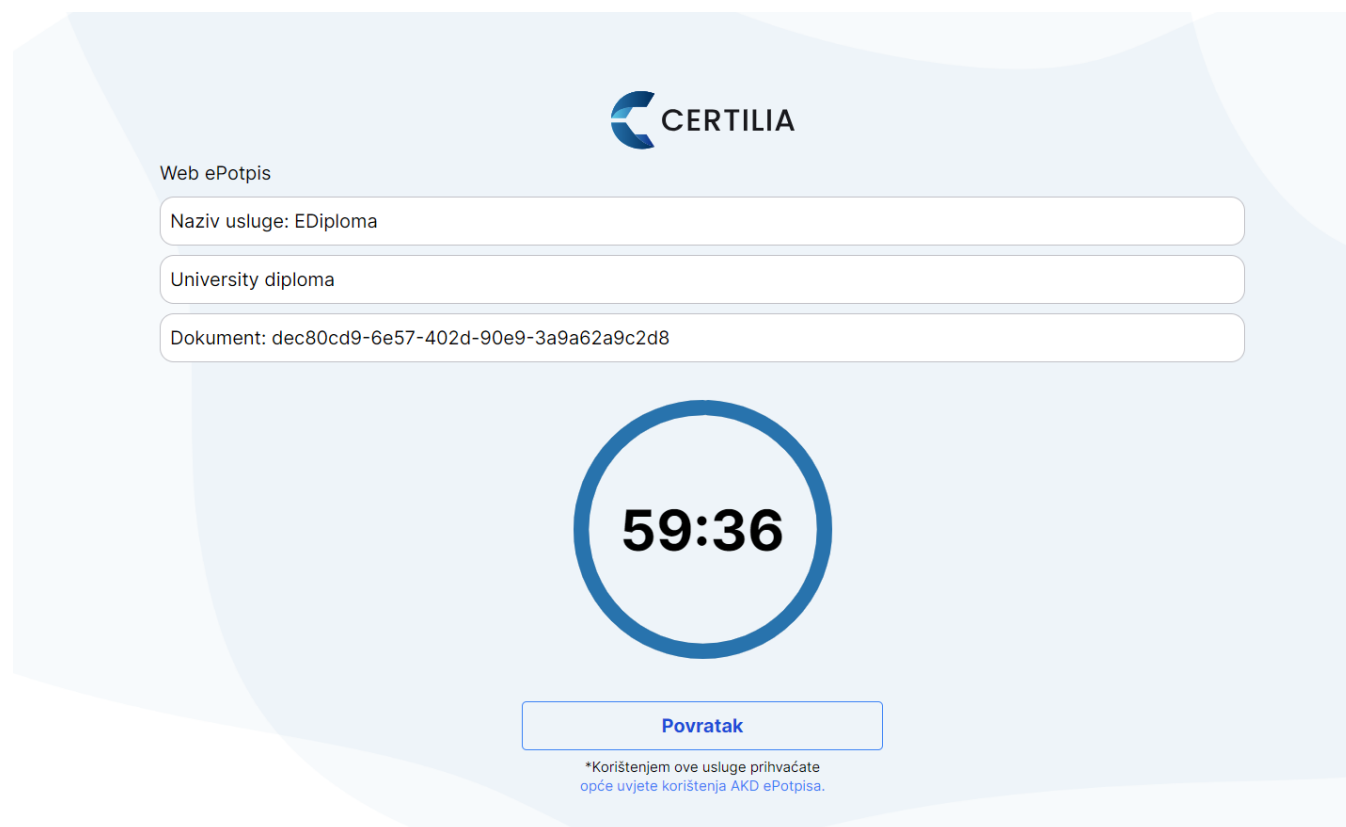 CERTILIA
Web ePotpis
Naziv usluge: EDiploma
University diploma
Dokument: dec80cd9-6e57-402d-90e9-3a9a62a9c2d8
59:36
Povratak
*Korištenjem ove usluge prihvaćate
opće uvjete korištenja AKD ePotpisa.